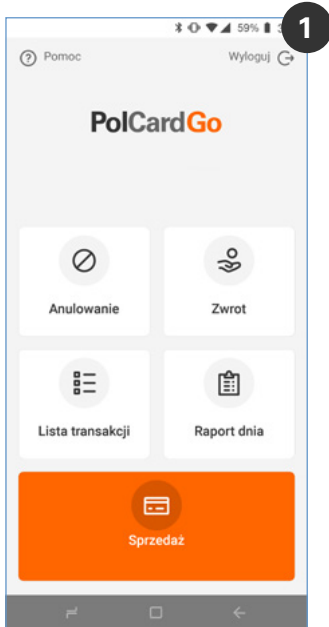 59%
1
Pomoc
Wyloguj
PolCardGo
Anulowanie
Zwrot
Lista transakcji
Raport dnia
Sprzedaż